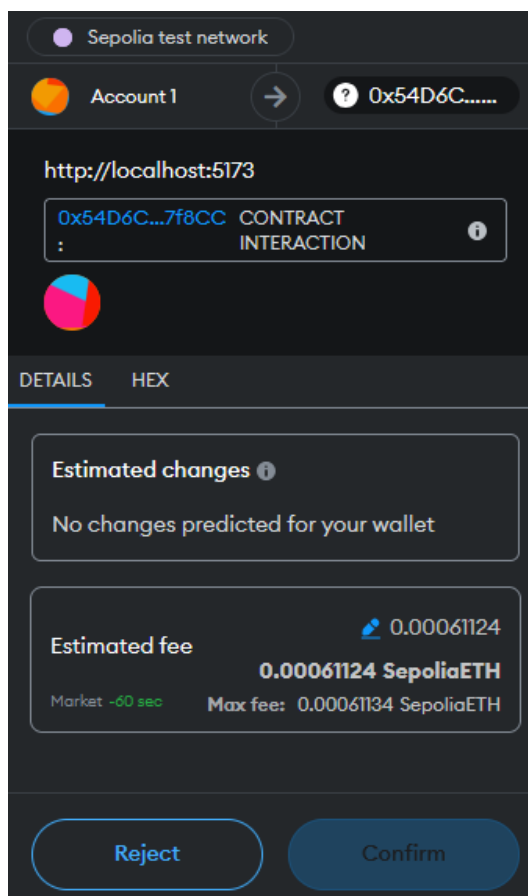 Sepolia test network
Account 1
? 0x54D6C......
http://localhost:5173
0x54D6C...7f8CC CONTRACT
: INTERACTION
DETAILS HEX
Estimated changes
No changes predicted for your wallet
0.00061124
Estimated fee
0.00061124 SepoliaETH
Market ~60 sec Max fee: 0.00061134 SepoliaETH
Reject Confirm